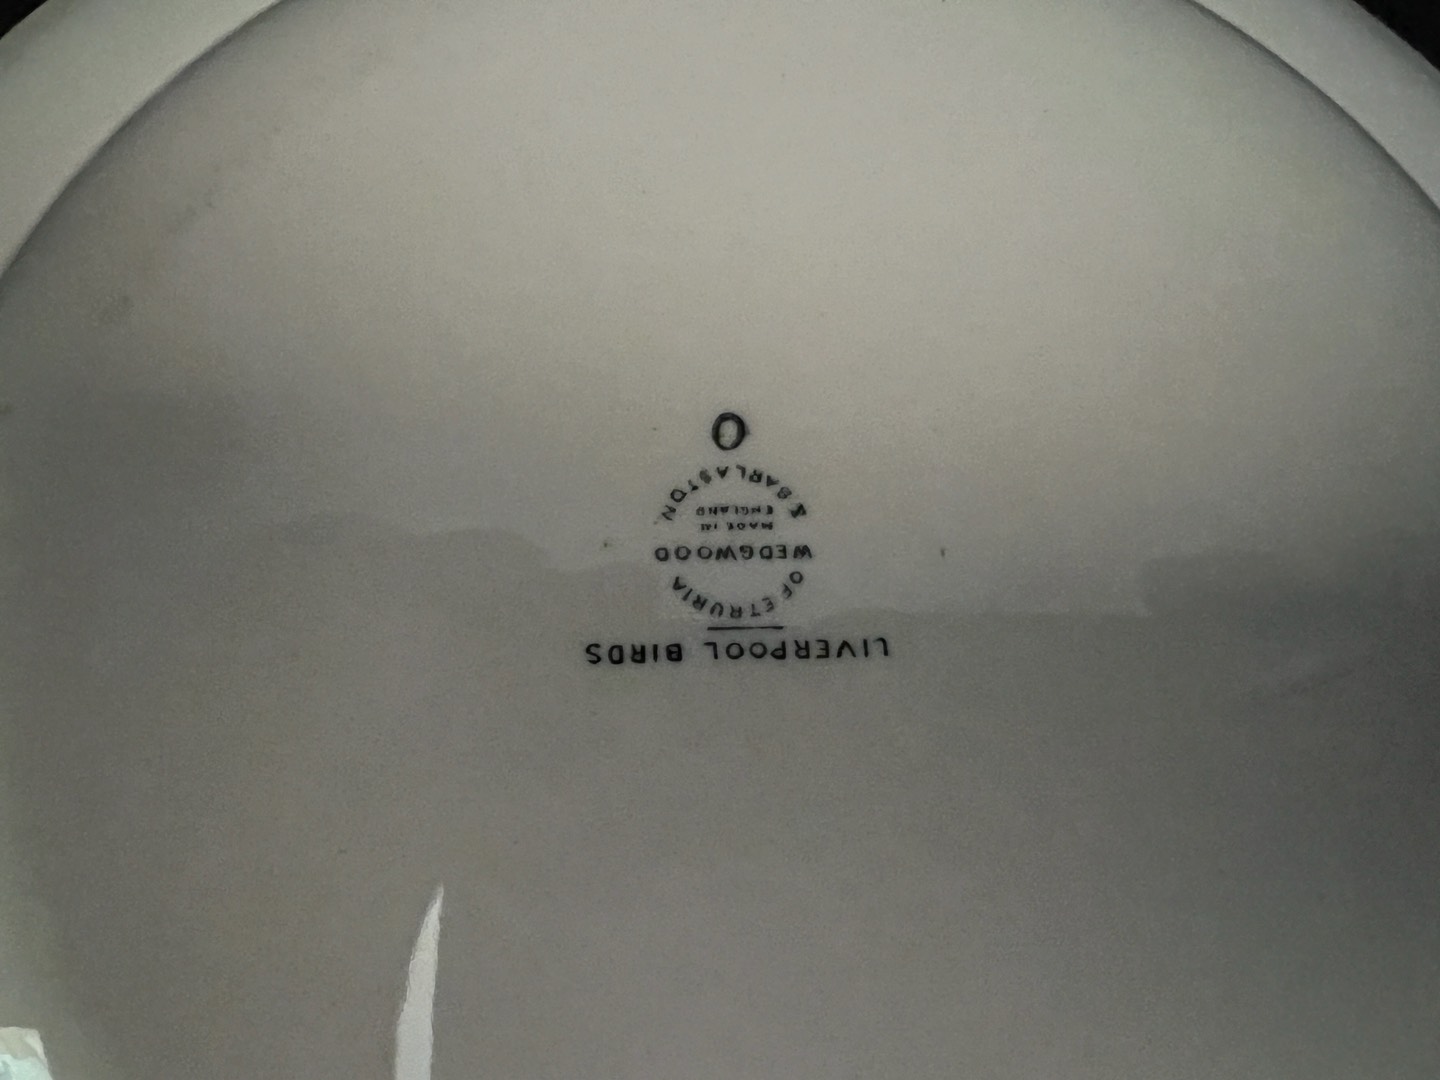 LIVERPOOL BIRDS
OF ETRURIA
WEDGWOOD
MADE IN
ENGLAND
& BARLASTON
O